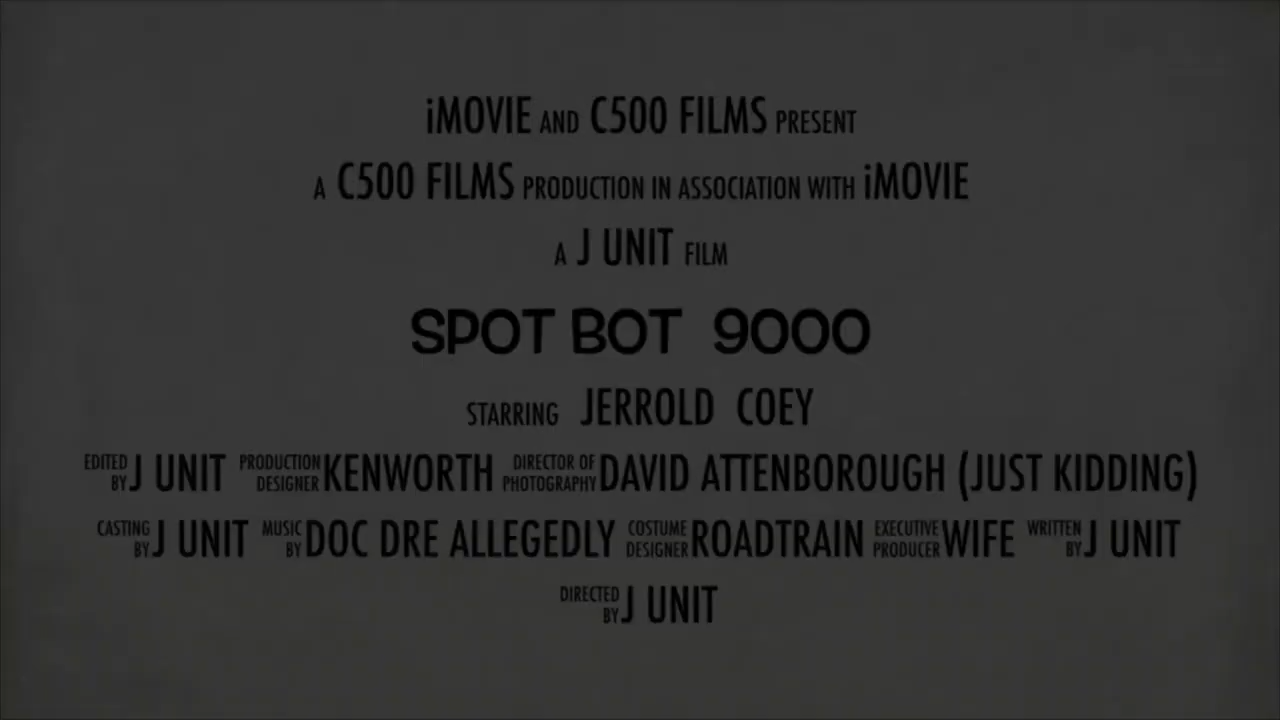 iMOVIE AND C500 FILMS PRESENT
A C500 FILMS PRODUCTION IN ASSOCIATION WITH iMOVIE
A J UNIT FILM
SPOT BOT 9000
STARRING JERROLD COEY
EDITED BY J UNIT PRODUCTION DESIGNER KENWORTH DIRECTOR OF PHOTOGRAPHY DAVID ATTENBOROUGH (JUST KIDDING)
CASTING BY J UNIT MUSIC BY DOC DRE ALLEGEDLY COSTUME DESIGNER ROADTRAIN EXECUTIVE PRODUCER WIFE WRITTEN BY J UNIT
DIRECTED BY J UNIT